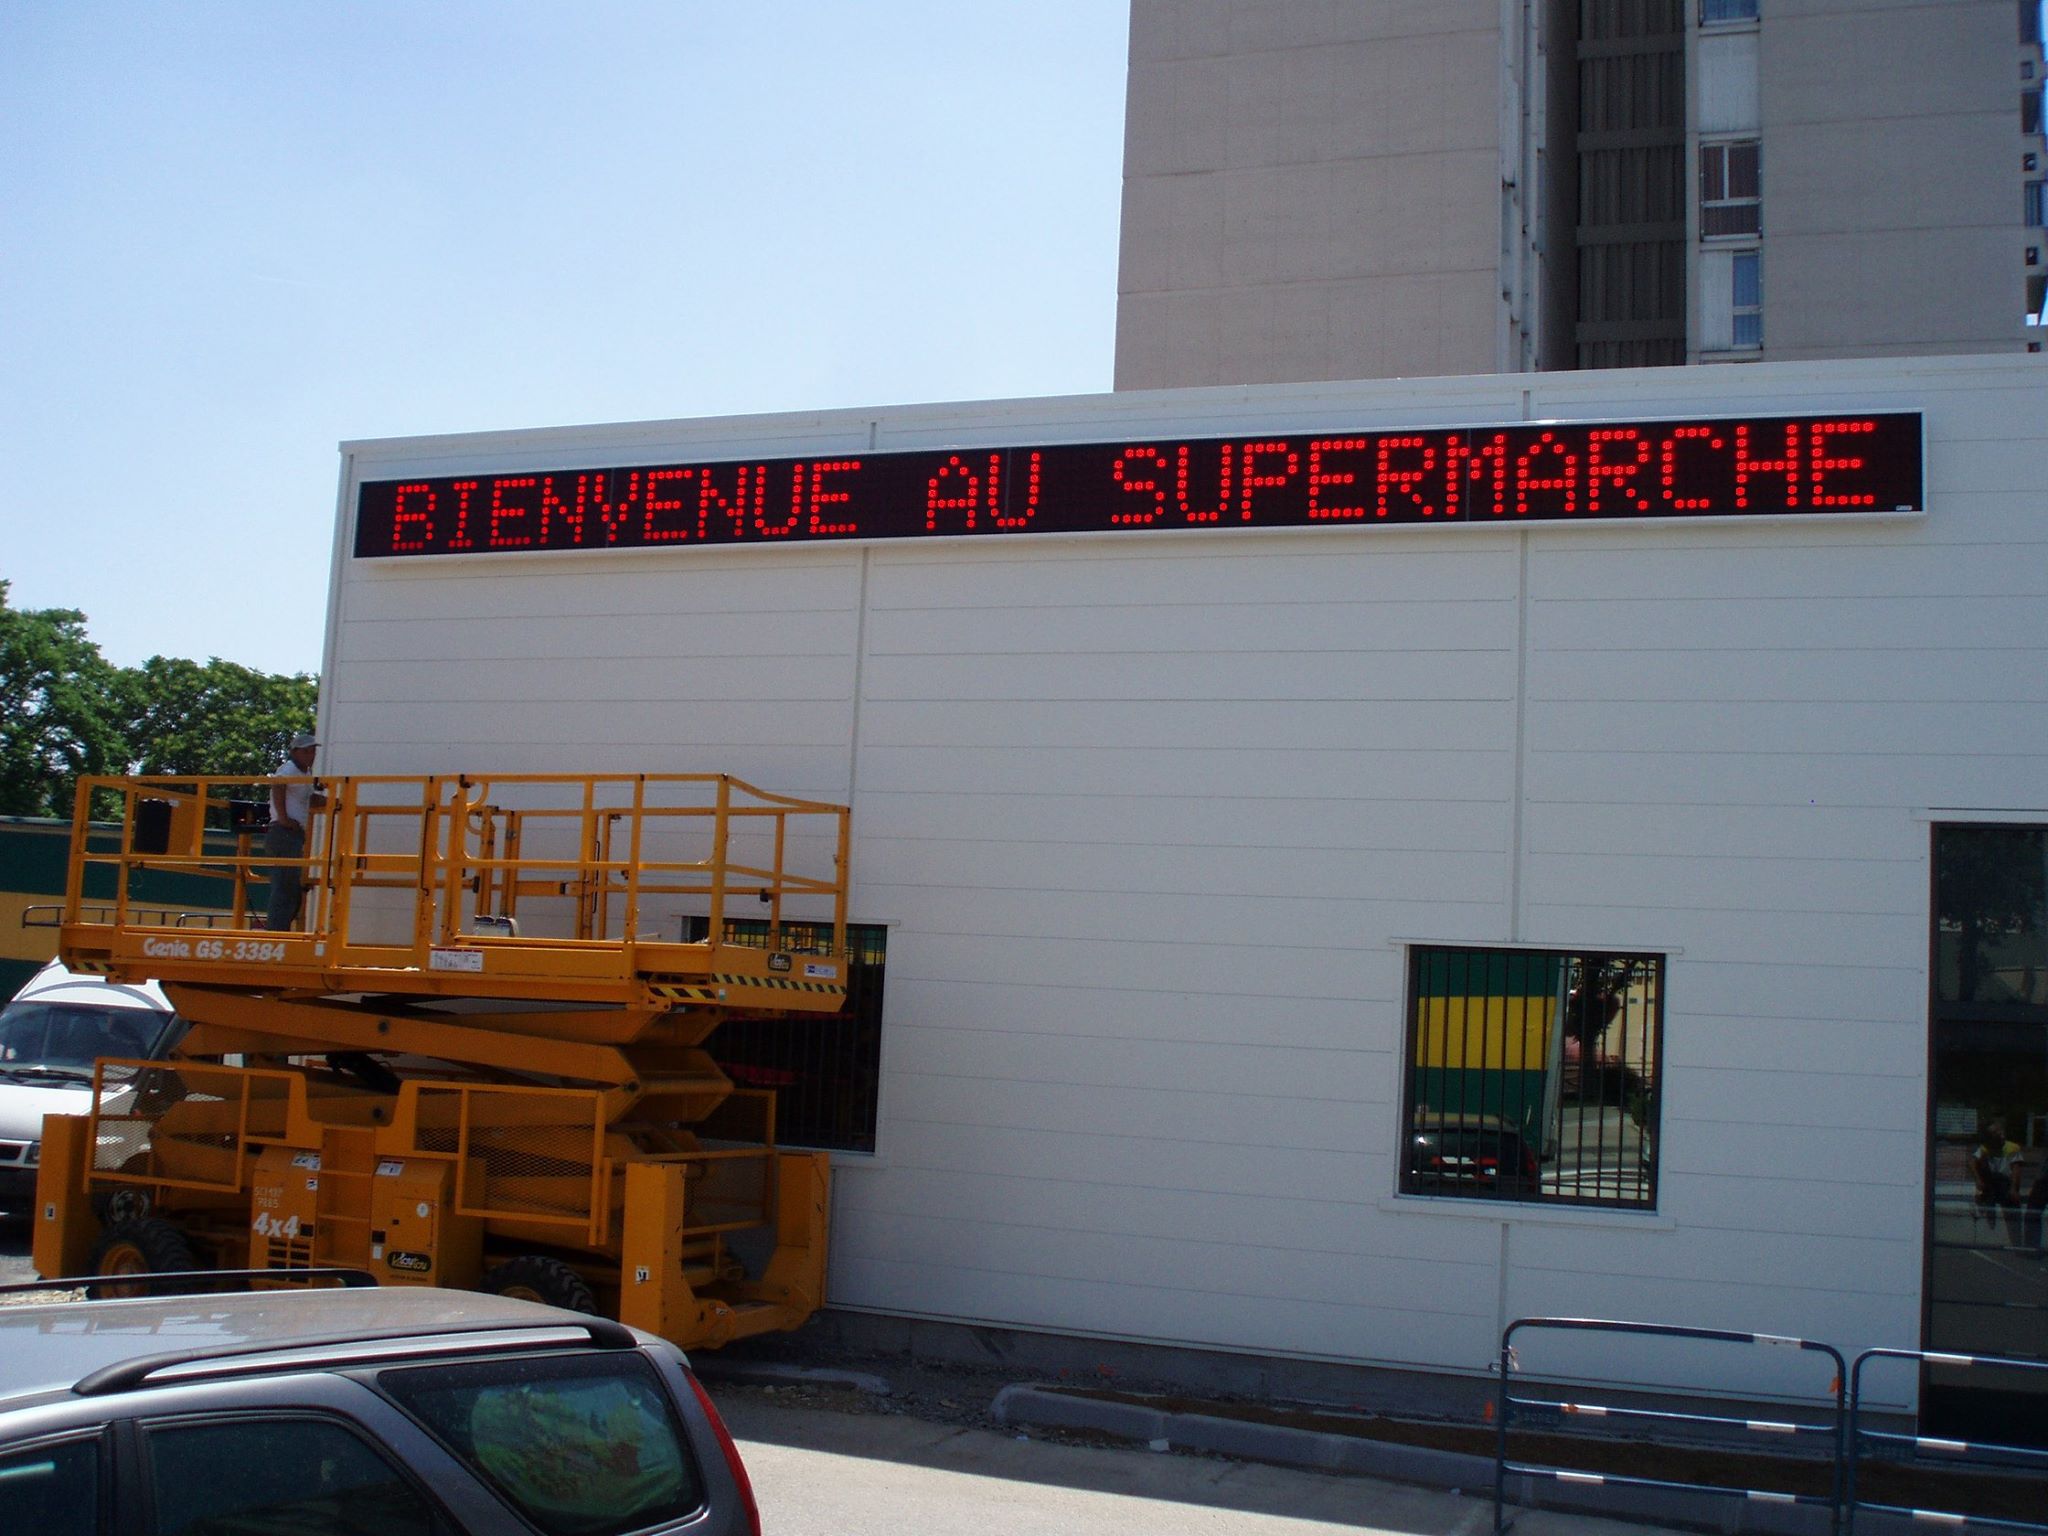 BIENVENUE AU SUPERMARCHE
Genie GS-3384
4x4